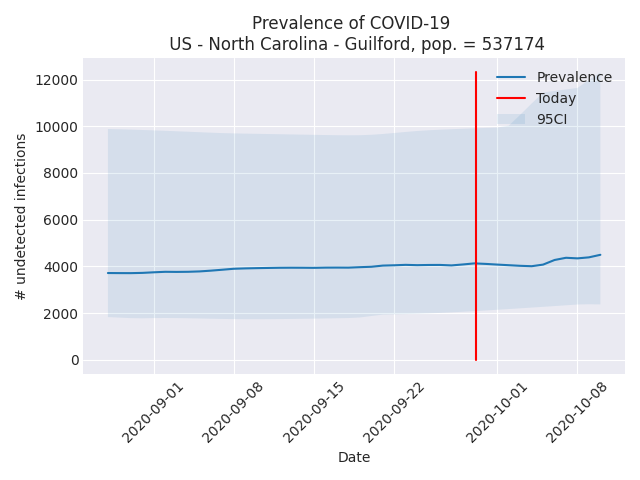 Prevalence of COVID-19
US - North Carolina - Guilford, pop. = 537174
Prevalence
Today
95CI
12000
10000
8000
6000
4000
2000
0
# undetected infections
2020-09-01
2020-09-08
2020-09-15
2020-09-22
2020-10-01
2020-10-08
Date